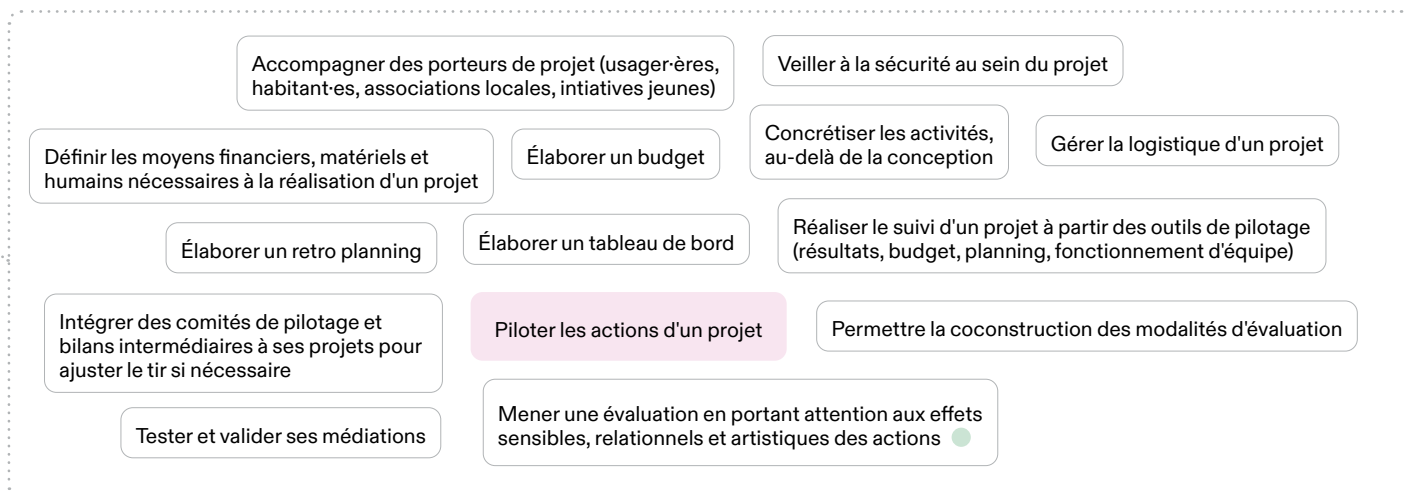 Accompagner des porteurs de projet (usager·ères,
habitant·es, associations locales, intiatives jeunes)
Veiller à la sécurité au sein du projet
Définir les moyens financiers, matériels et
humains nécessaires à la réalisation d'un projet
Élaborer un budget
Concrétiser les activités,
au-delà de la conception
Gérer la logistique d'un projet
Élaborer un retro planning
Élaborer un tableau de bord
Réaliser le suivi d'un projet à partir des outils de pilotage
(résultats, budget, planning, fonctionnement d'équipe)
Intégrer des comités de pilotage et
bilans intermédiaires à ses projets pour
ajuster le tir si nécessaire
Piloter les actions d'un projet
Permettre la coconstruction des modalités d'évaluation
Tester et valider ses médiations
Mener une évaluation en portant attention aux effets
sensibles, relationnels et artistiques des actions